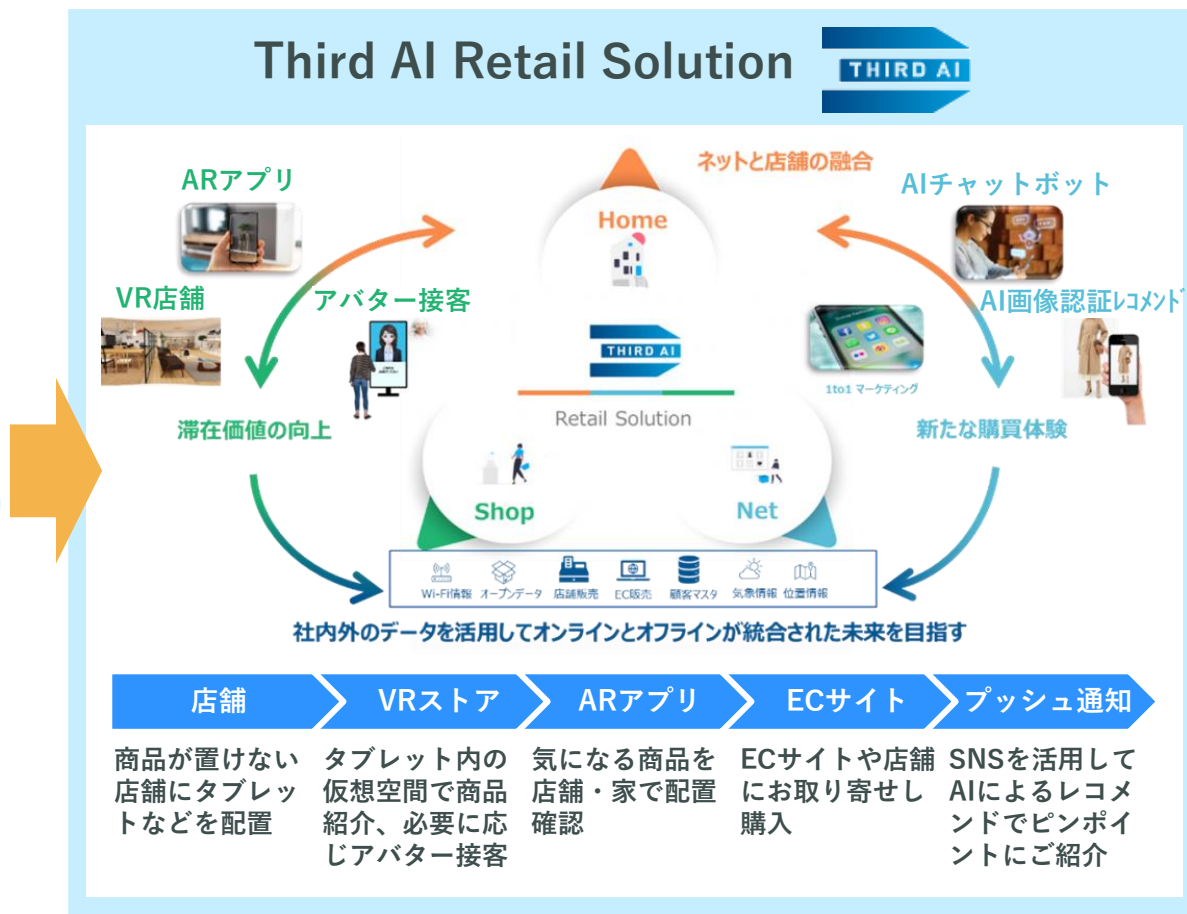 Third AI Retail Solution
THIRD AI
ネットと店舗の融合
ARアプリ
AIチャットボット
Home
VR店舗
アバター接客
AI画像認証レコメンド
THIRD AI
1to1 マーケティング
Retail Solution
滞在価値の向上
新たな購買体験
Shop
Net
Wi-Fi情報 オープンデータ 店舗販売 EC販売 顧客マスタ 気象情報 位置情報
社内外のデータを活用してオンラインとオフラインが統合された未来を目指す
店舗
商品が置けない
店舗にタブレッ
トなどを配置
VRストア
タブレット内の
仮想空間で商品
紹介、必要に応
じアバター接客
ARアプリ
気になる商品を
店舗・家で配置
確認
ECサイト
ECサイトや店舗
にお取り寄せし
購入
プッシュ通知
SNSを活用して
AIによるレコメ
ンドでピンポイ
ントにご紹介